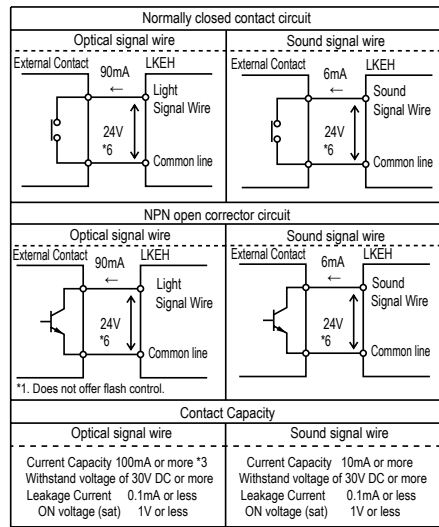 Normally closed contact circuit
Optical signal wire
External Contact
90mA
←
LKEH
Light
Signal Wire
24V
*6
Common line
Sound signal wire
External Contact
6mA
←
LKEH
Sound
Signal Wire
24V
*6
Common line
NPN open corrector circuit
Optical signal wire
External Contact
90mA
←
LKEH
Light
Signal Wire
24V
*6
Common line
*1. Does not offer flash control.
Sound signal wire
External Contact
6mA
←
LKEH
Sound
Signal Wire
24V
*6
Common line
Contact Capacity
Optical signal wire
Current Capacity 100mA or more *3
Withstand voltage of 30V DC or more
Leakage Current 0.1mA or less
ON voltage (sat) 1V or less
Sound signal wire
Current Capacity 10mA or more
Withstand voltage of 30V DC or more
Leakage Current 0.1mA or less
ON voltage (sat) 1V or less